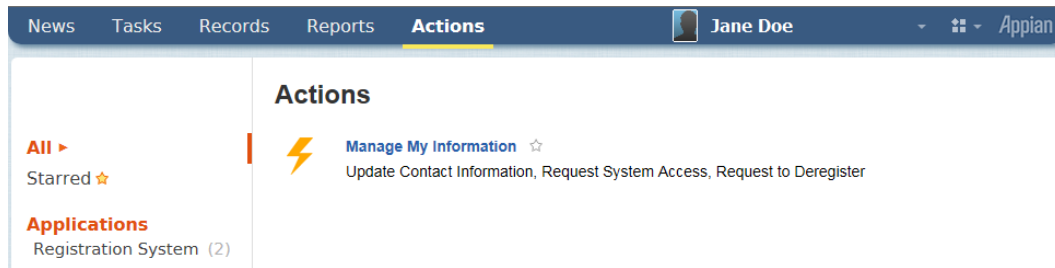 News Tasks Records Reports Actions Jane Doe Appian
Actions
All
Manage My Information
Update Contact Information, Request System Access, Request to Deregister
Starred
Applications
Registration System (2)